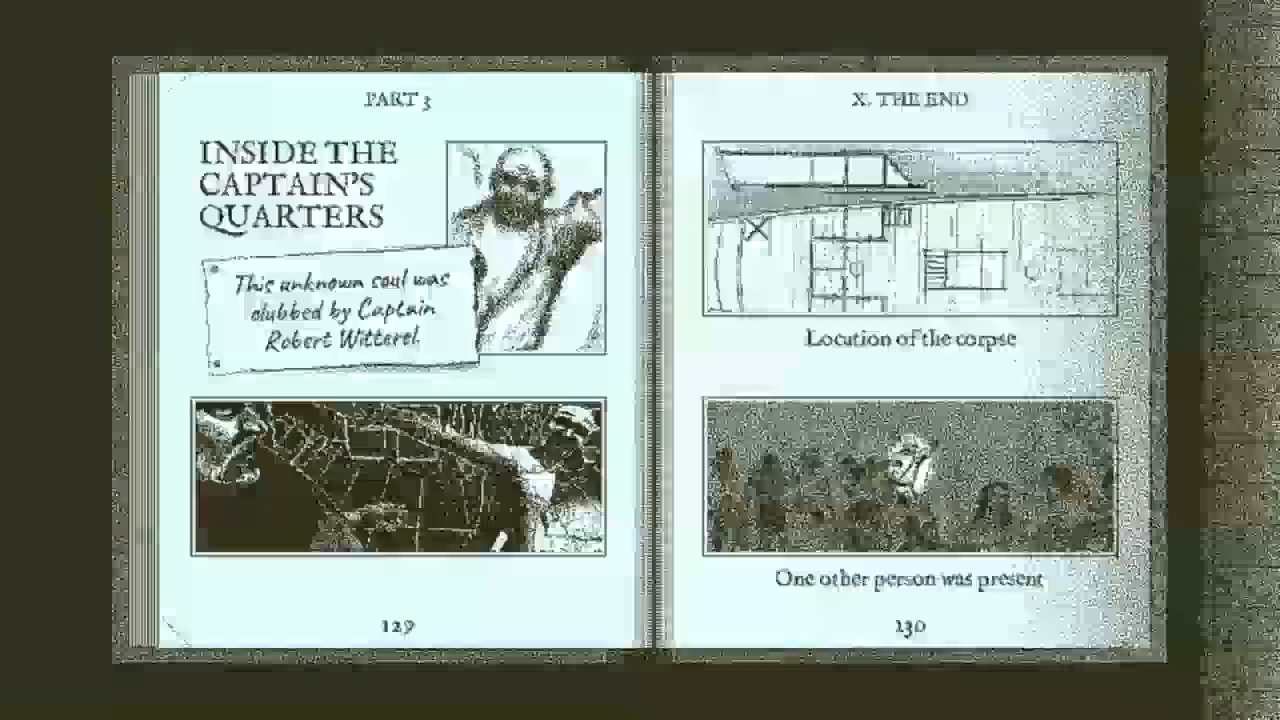 PART 3
INSIDE THE
CAPTAIN'S
QUARTERS
This unknown soul was
clubbed by Captain
Robert Witterel.
129
X. THE END
Location of the corpse
One other person was present
130